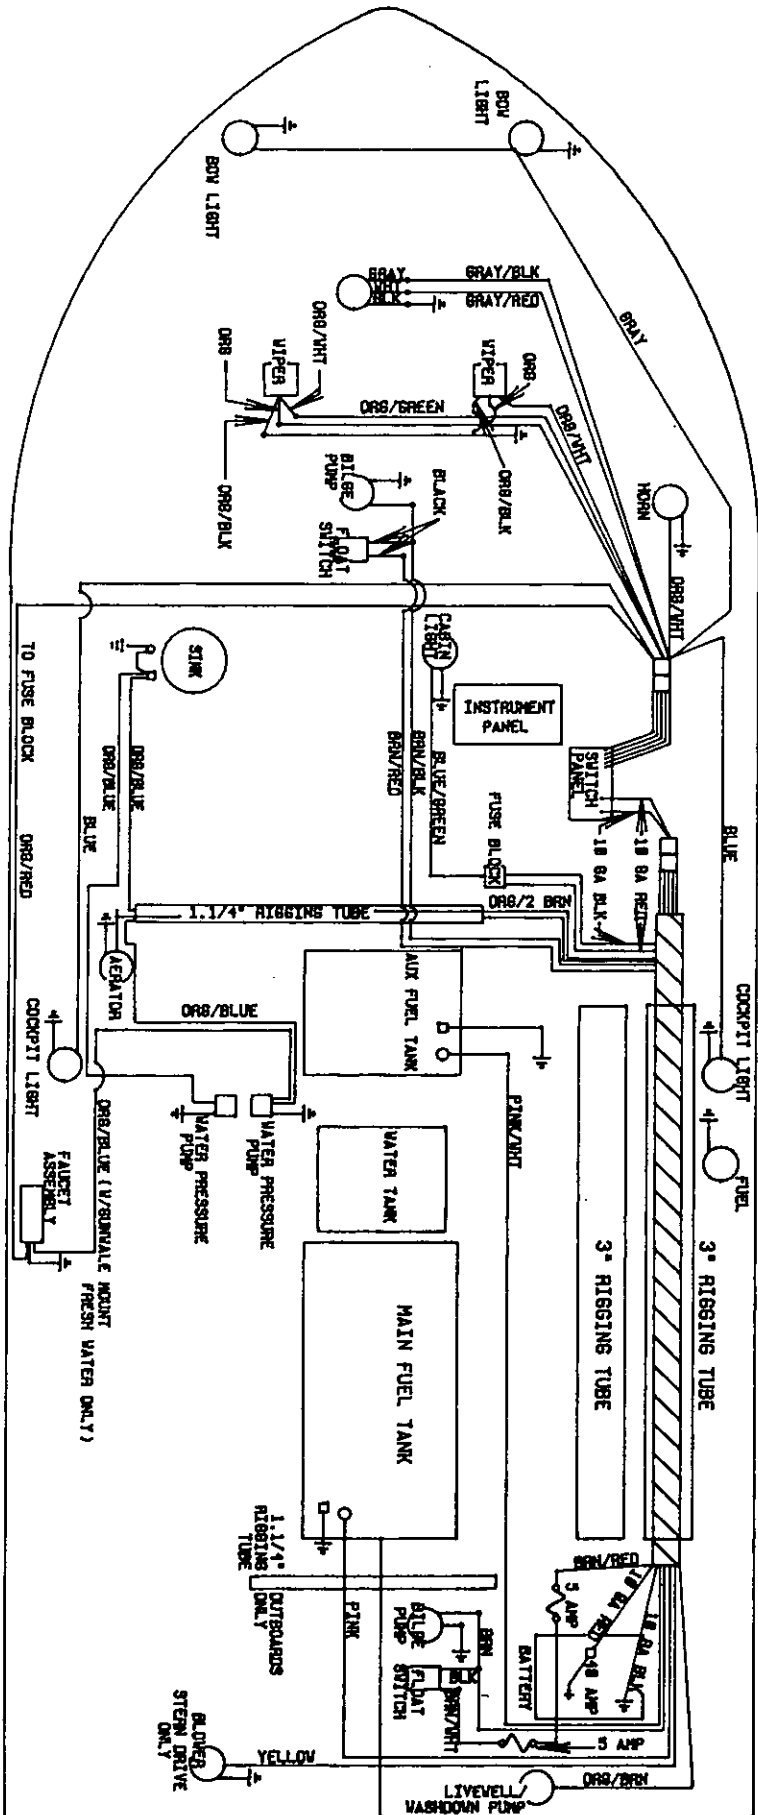 BOW
LIGHT
BOW LIGHT
GRAY
WHT
BLK
GRAY/BLK
GRAY/RED
GRAY
ORG
WIPER
ORG/WHT
WIPER
ORG
ORG/GREEN
ORG/WHT
ORG/BLK
ORG/BLK
BILGE
PUMP
BLACK
FLOAT
SWITCH
HORN
ORG/WHT
CABIN
LIGHT
SINK
INSTRUMENT
PANEL
SWITCH
PANEL
TO FUSE BLOCK
ORG/RED
BLUE
ORG/BLUE
ORG/BLUE
BRN/RED
BRN/BLK
BLUE/GREEN
FUSE BLOCK
10 GA BLK
10 GA RED
BLUE
ORG/2 BRN
1.1/4" RIGGING TUBE
AERATOR
AUX FUEL TANK
ORG/BLUE
COCKPIT LIGHT
COCKPIT LIGHT
FUEL
PINK/WHT
WATER PRESSURE
PUMP
WATER PRESSURE
PUMP
WATER TANK
FAUCET
ASSEMBLY
ORG/BLUE (W/GUNWALE MOUNT
FRESH WATER ONLY)
3" RIGGING TUBE
3" RIGGING TUBE
MAIN FUEL TANK
1.1/4"
RIGGING
TUBE
OUTBOARDS
ONLY
PINK
BRN/RED
5 AMP
10 GA RED
10 GA BLK
40 AMP
BATTERY
BILGE
PUMP
BRN
BLK
FLOAT
SWITCH
BRN/WHT
5 AMP
BLOWER
STERN DRIVE
ONLY
YELLOW
ORG/BRN
LIVEWELL/
WASHDOWN PUMP